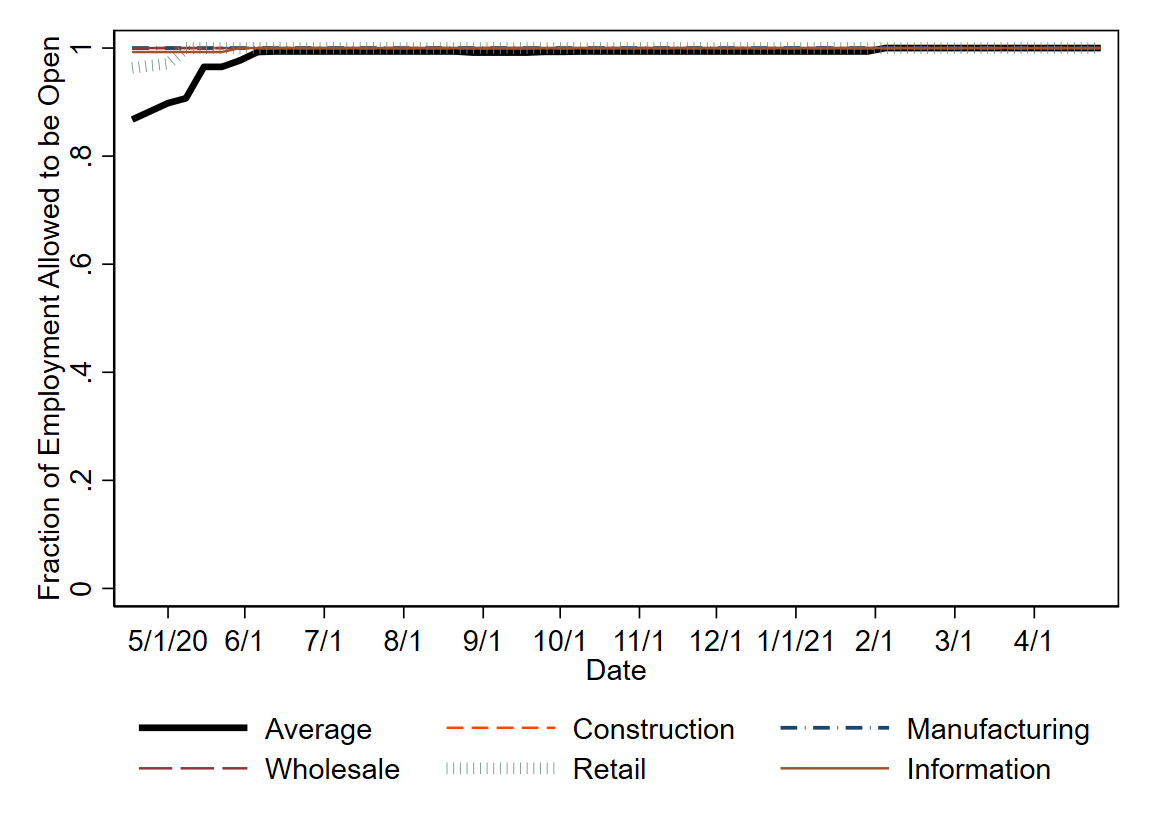 Fraction of Employment Allowed to be Open
1
.8
.6
.4
.2
0
5/1/20 6/1 7/1 8/1 9/1 10/1 11/1 12/1 1/1/21 2/1 3/1 4/1
Date
Average Construction Manufacturing
Wholesale Retail Information